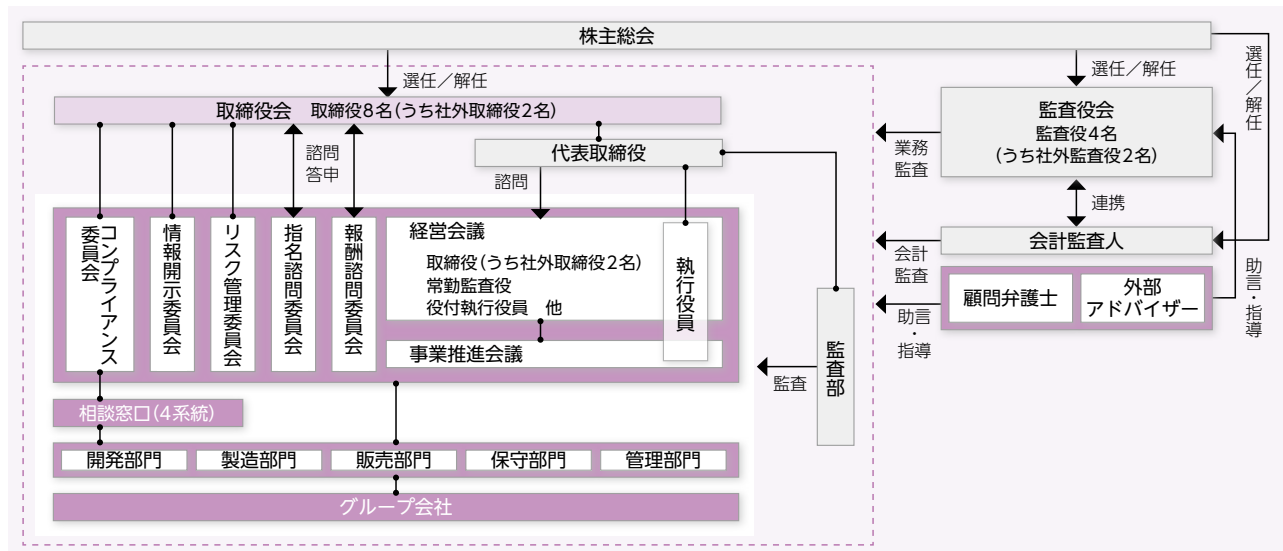 株主総会
選任／解任
選任／解任
選任／解任
取締役会　取締役8名(うち社外取締役2名)
監査役会
監査役4名
(うち社外監査役2名)
代表取締役
諮問
答申
諮問
業務
監査
連携
会計監査人
会計
監査
コンプライアンス
委員会
情報開示委員会
リスク管理委員会
指名諮問委員会
報酬諮問委員会
経営会議
取締役(うち社外取締役2名)
常勤監査役
役付執行役員　他
執行役員
事業推進会議
顧問弁護士
外部
アドバイザー
助言・指導
助言
・
指導
監査部
監査
相談窓口(4系統)
開発部門
製造部門
販売部門
保守部門
管理部門
グループ会社